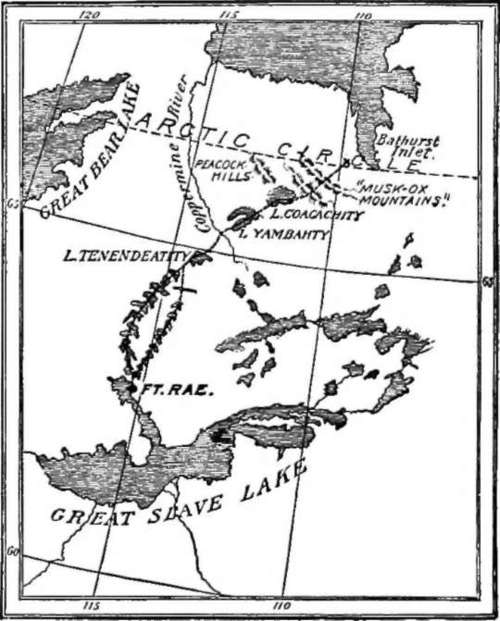 120
115
110
ARCTIC CIRCLE
GREAT BEAR LAKE
Coppermine River
Bathurst
Inlet.
PEACOCK
HILLS
"MUSK-OX
MOUNTAINS."
65
L. COAGACHITY
L. YAMBAHTY
L. TENENDEATITY
65
FT. RAE.
GREAT SLAVE LAKE
60
115
110